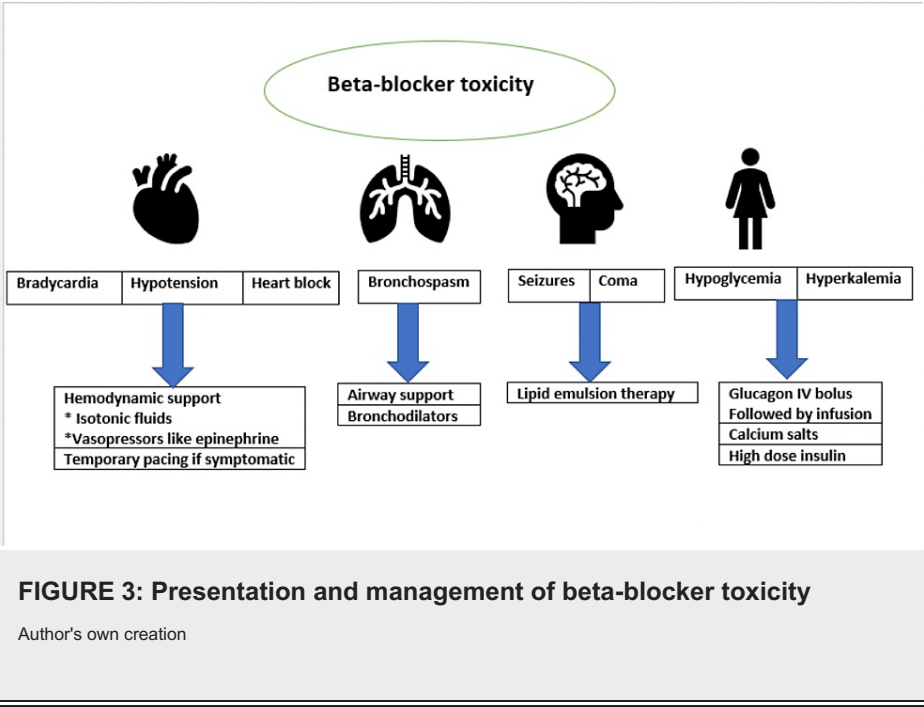 Beta-blocker toxicity
Bradycardia
Hypotension
Heart block
Bronchospasm
Seizures
Coma
Hypoglycemia
Hyperkalemia
Hemodynamic support
* Isotonic fluids
*Vasopressors like epinephrine
Temporary pacing if symptomatic
Airway support
Bronchodilators
Lipid emulsion therapy
Glucagon IV bolus
Followed by infusion
Calcium salts
High dose insulin
FIGURE 3: Presentation and management of beta-blocker toxicity
Author's own creation